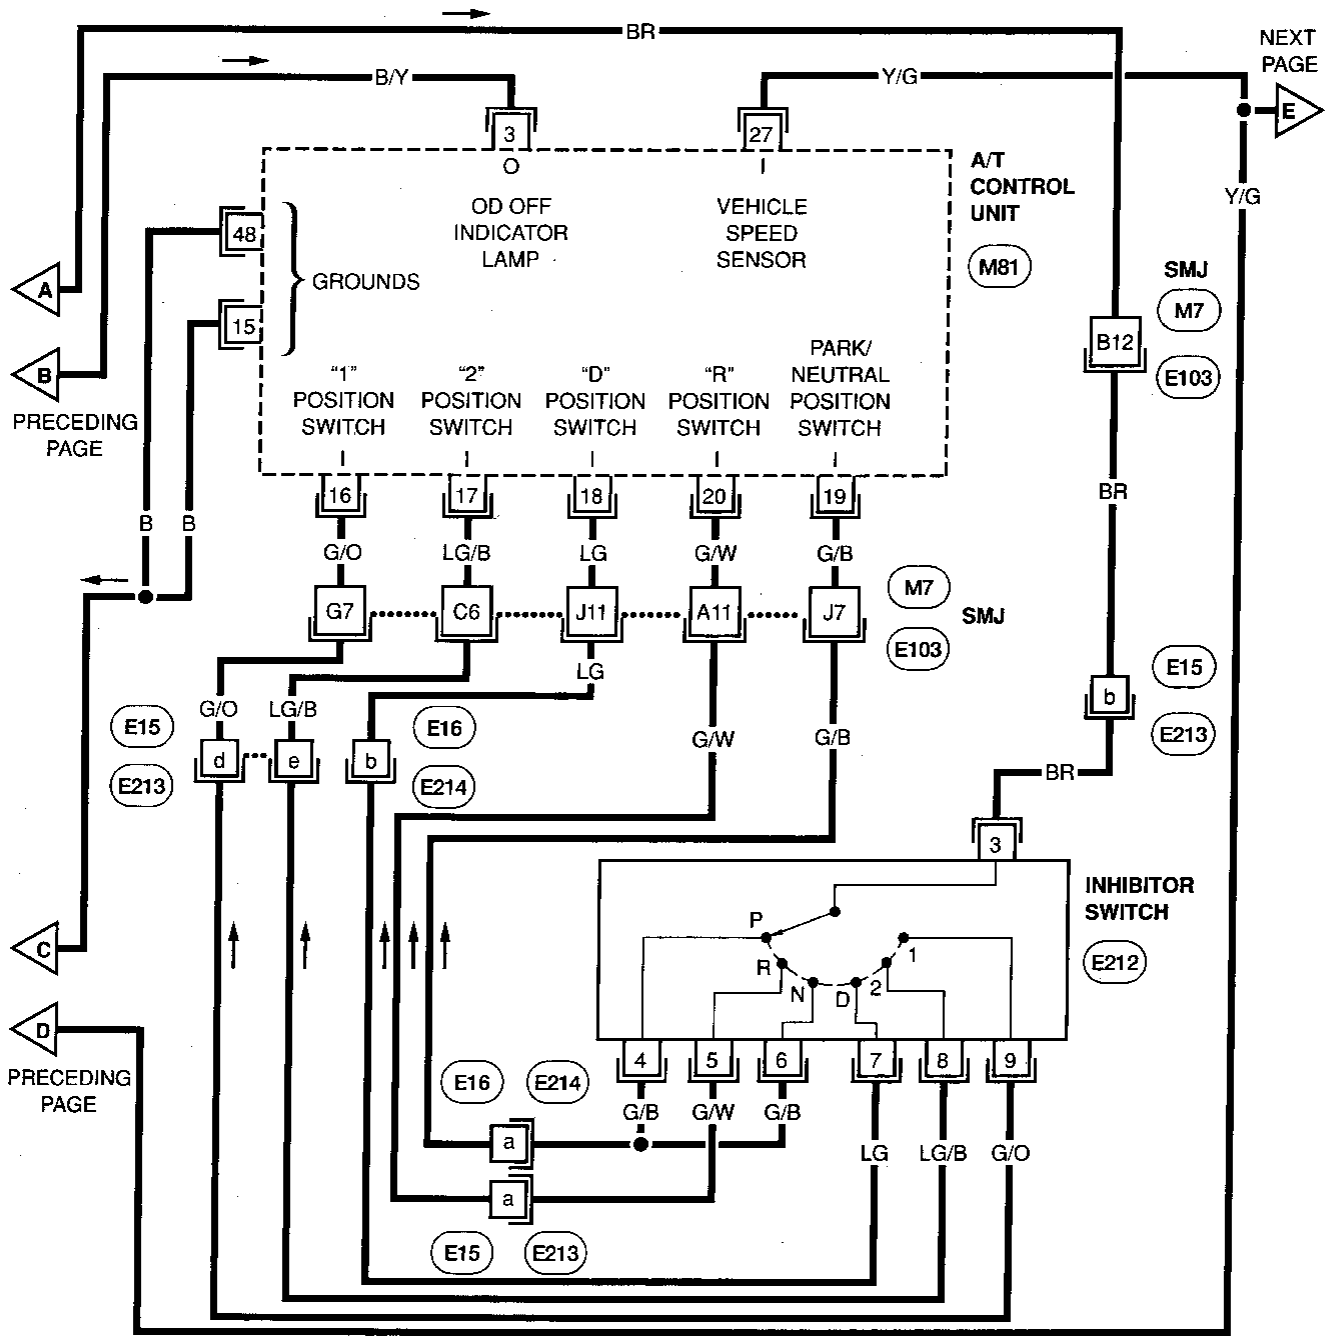 BR
NEXT
PAGE
B/Y
Y/G
E
3
27
O
I
A/T
CONTROL
UNIT
M81
OD OFF
INDICATOR
LAMP
VEHICLE
SPEED
SENSOR
Y/G
48
GROUNDS
15
A
B
PRECEDING
PAGE
SMJ
M7
B12
E103
"1"
POSITION
SWITCH
"2"
POSITION
SWITCH
"D"
POSITION
SWITCH
"R"
POSITION
SWITCH
PARK/
NEUTRAL
POSITION
SWITCH
I
I
I
I
I
16
17
18
20
19
BR
B
B
G/O
LG/B
LG
G/W
G/B
G7
C6
J11
A11
J7
M7
SMJ
E103
LG
G/O
LG/B
E15
E213
d
e
b
E16
E214
G/W
G/B
E15
b
E213
BR
3
INHIBITOR
SWITCH
E212
P
R
N
D
2
1
C
D
PRECEDING
PAGE
4
5
6
7
8
9
E16
E214
G/B
G/W
G/B
a
LG
LG/B
G/O
a
E15
E213